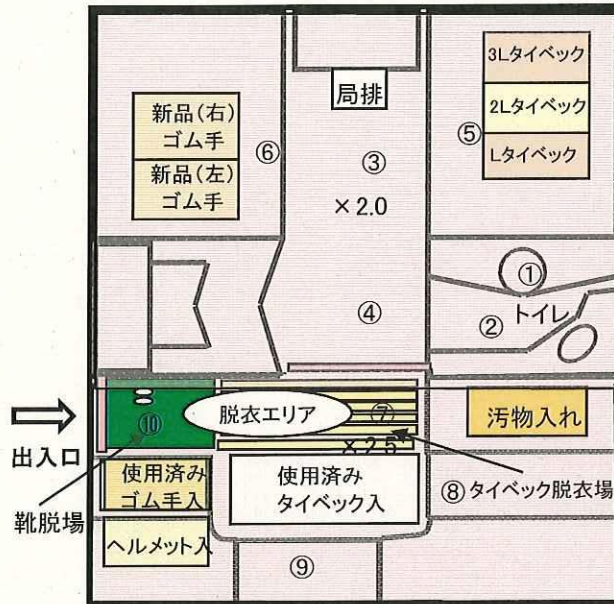 3Lタイベック
2Lタイベック
Lタイベック
⑤
局排
③
×2.0
新品(右)
ゴム手
新品(左)
ゴム手
⑥
④
①
トイレ
②
出入口
⑩
脱衣エリア
⑦
×2.5
汚物入れ
靴脱場
使用済み
ゴム手入
使用済み
タイベック入
⑧タイベック脱衣場
ヘルメット入
⑨